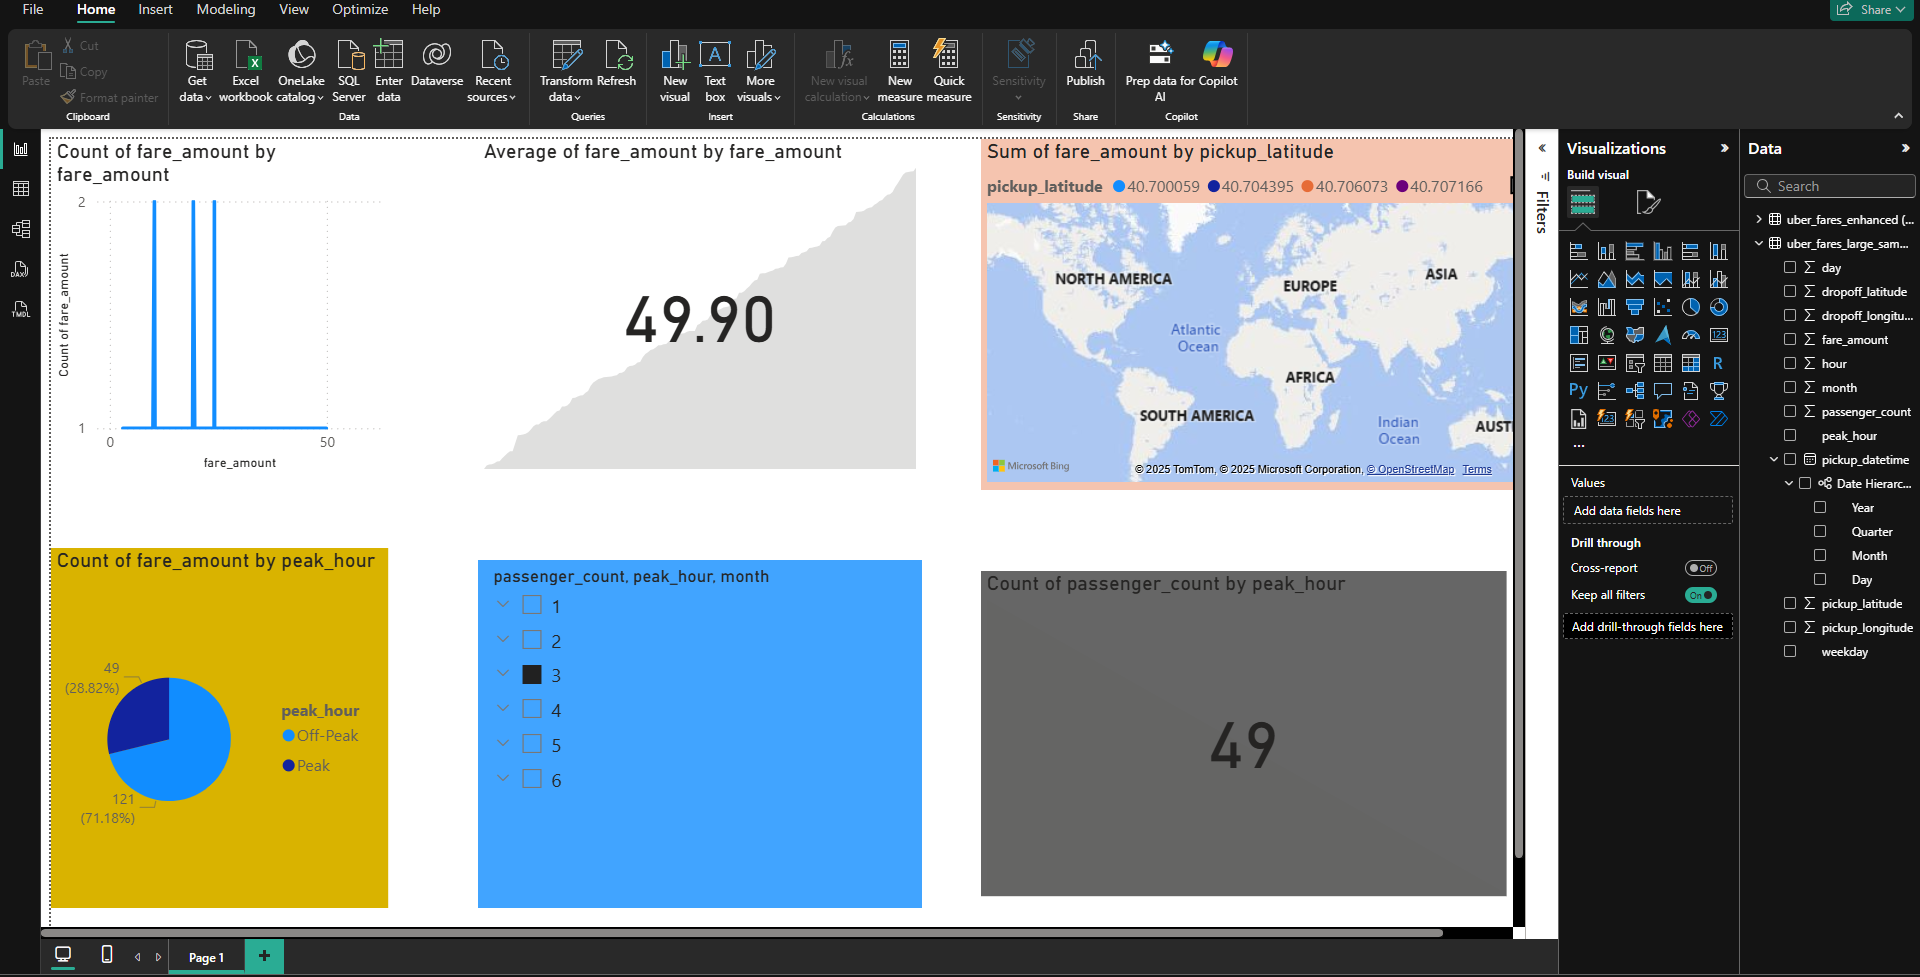 File Home Insert Modeling View Optimize Help
Share
Paste
Cut
Copy
Format painter
Clipboard
Get data
Excel workbook
OneLake catalog
SQL Server
Enter data
Dataverse
Recent sources
Data
Transform data
Refresh
Queries
New visual
Text box
More visuals
Insert
New visual calculation
New measure
Quick measure
Calculations
Sensitivity
Sensitivity
Publish
Share
Prep data for AI
Copilot
Copilot
DAX
TMDL
Count of fare_amount by
fare_amount
2
1
Count of fare_amount
0
50
fare_amount
Average of fare_amount by fare_amount
49.90
Sum of fare_amount by pickup_latitude
pickup_latitude 40.700059 40.704395 40.706073 40.707166
NORTH AMERICA
EUROPE
ASIA
Atlantic
Ocean
AFRICA
SOUTH AMERICA
Indian
Ocean
AUST
Microsoft Bing
© 2025 TomTom, © 2025 Microsoft Corporation, © OpenStreetMap Terms
Count of fare_amount by peak_hour
49
(28.82%)
121
(71.18%)
peak_hour
Off-Peak
Peak
passenger_count, peak_hour, month
1
2
3
4
5
6
Count of passenger_count by peak_hour
49
Filters
Visualizations
Build visual
R
Py
123
123
...
Values
Add data fields here
Drill through
Cross-report
Off
Keep all filters
On
Add drill-through fields here
Data
Search
uber_fares_enhanced (...
uber_fares_large_sam...
day
dropoff_latitude
dropoff_longitu...
fare_amount
hour
month
passenger_count
peak_hour
pickup_datetime
Date Hierarc...
Year
Quarter
Month
Day
pickup_latitude
pickup_longitude
weekday
Page 1